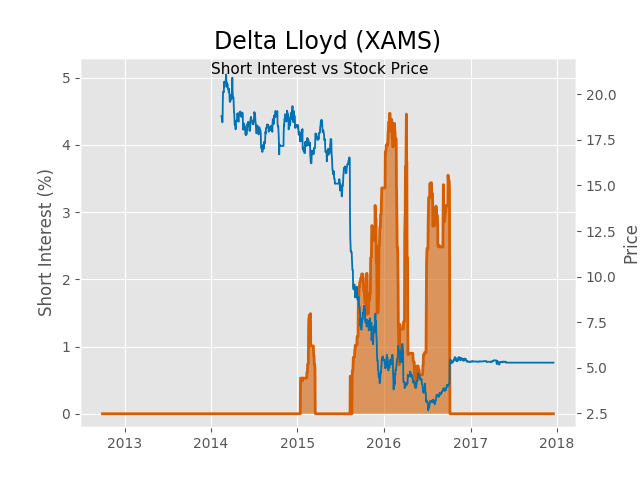 Delta Lloyd (XAMS)
Short Interest vs Stock Price
Short Interest (%)
5
4
3
2
1
0
20.0
17.5
15.0
12.5
10.0
7.5
5.0
2.5
Price
2013 2014 2015 2016 2017 2018